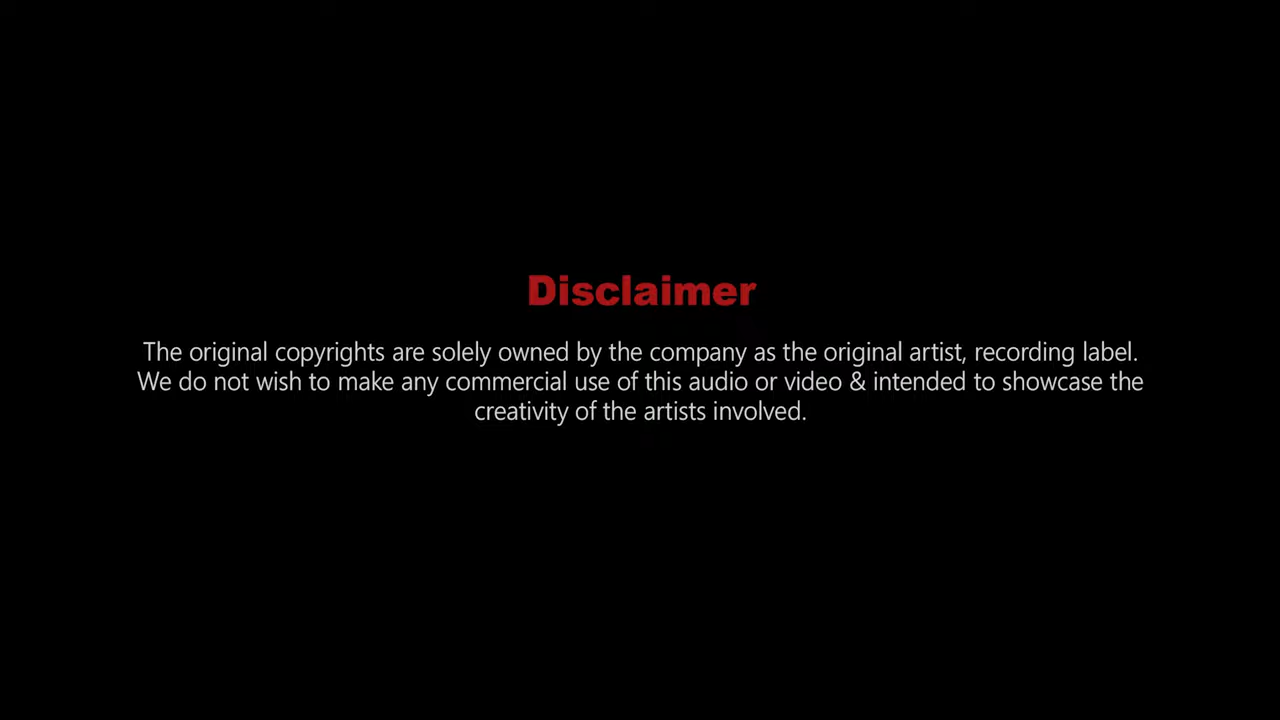 Disclaimer
The original copyrights are solely owned by the company as the original artist, recording label.
We do not wish to make any commercial use of this audio or video & intended to showcase the
creativity of the artists involved.